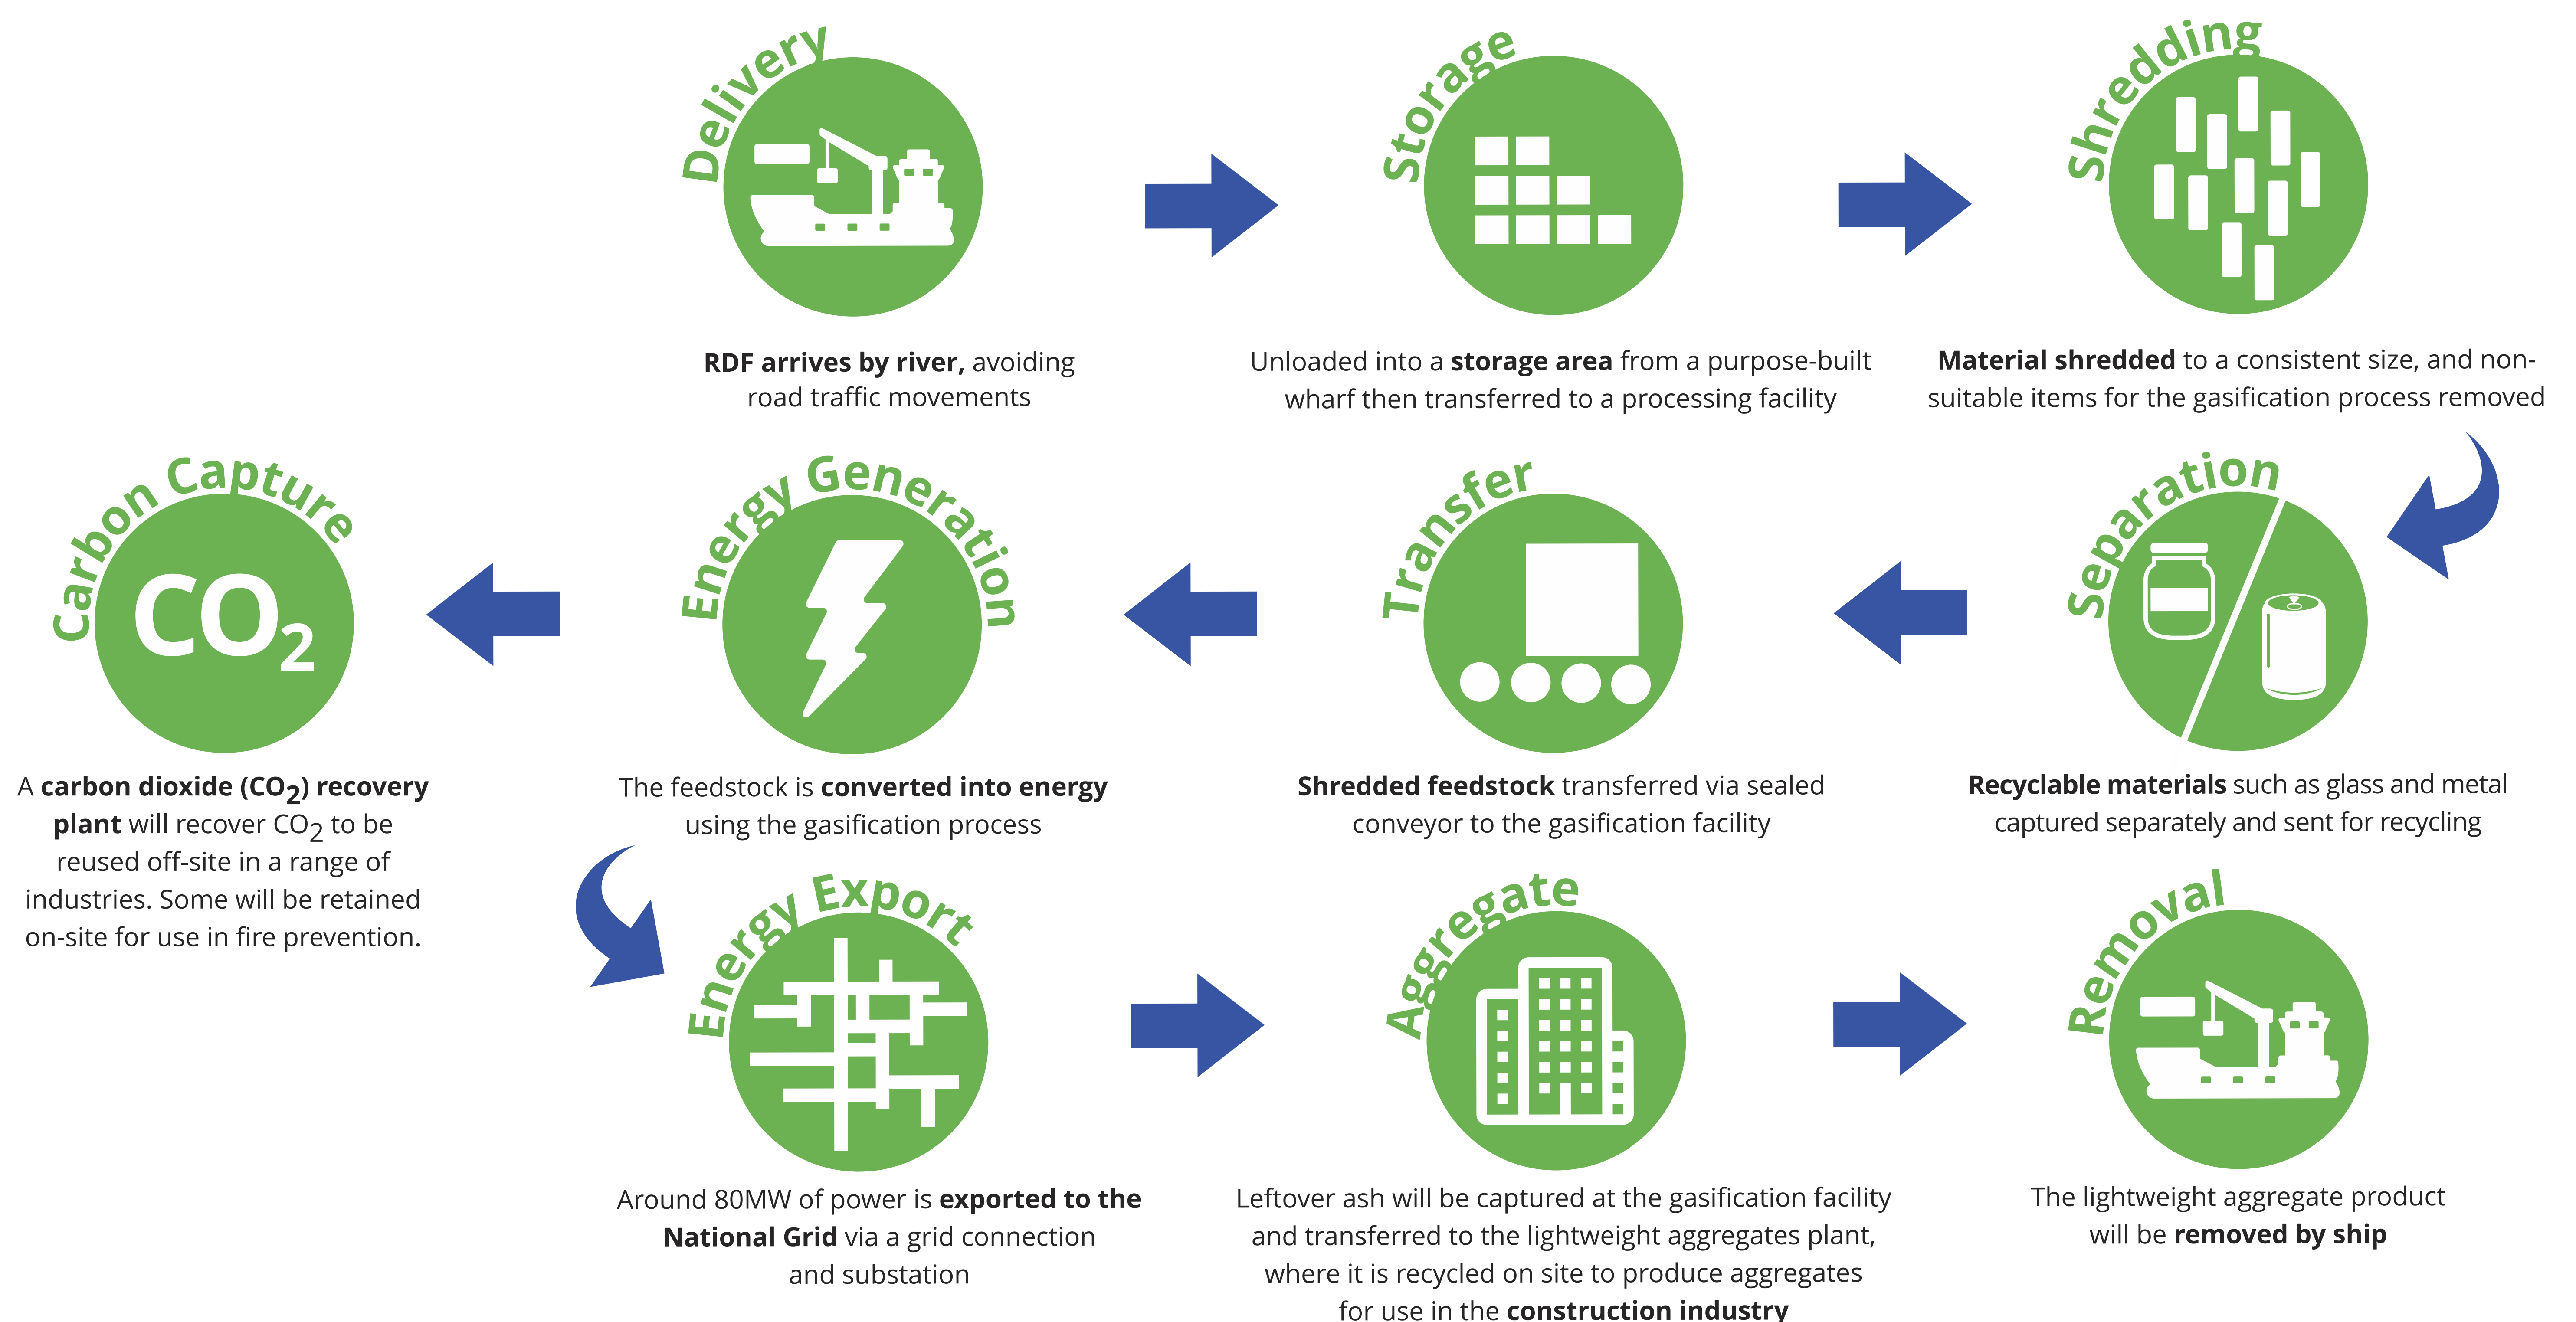 Delivery
RDF arrives by river, avoiding
road traffic movements
Storage
Unloaded into a storage area from a purpose-built
wharf then transferred to a processing facility
Shredding
Material shredded to a consistent size, and non-
suitable items for the gasification process removed
Separation
Recyclable materials such as glass and metal
captured separately and sent for recycling
Transfer
Shredded feedstock transferred via sealed
conveyor to the gasification facility
Energy Generation
The feedstock is converted into energy
using the gasification process
Carbon Capture
CO₂
A carbon dioxide (CO₂) recovery
plant will recover CO₂ to be
reused off-site in a range of
industries. Some will be retained
on-site for use in fire prevention.
Energy Export
Around 80MW of power is exported to the
National Grid via a grid connection
and substation
Aggregate
Leftover ash will be captured at the gasification facility
and transferred to the lightweight aggregates plant,
where it is recycled on site to produce aggregates
for use in the construction industry
Removal
The lightweight aggregate product
will be removed by ship